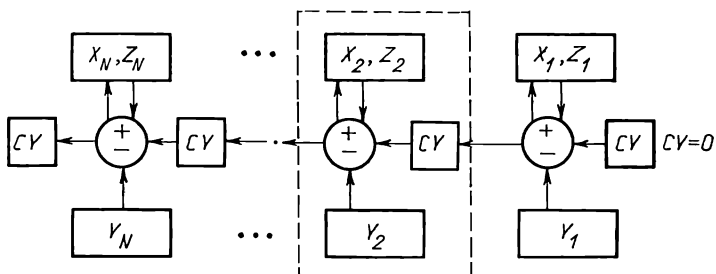 X_N, Z_N ... X_2, Z_2 X_1, Z_1
CY + − CY + − CY + − CY CY=0
Y_N ... Y_2 Y_1